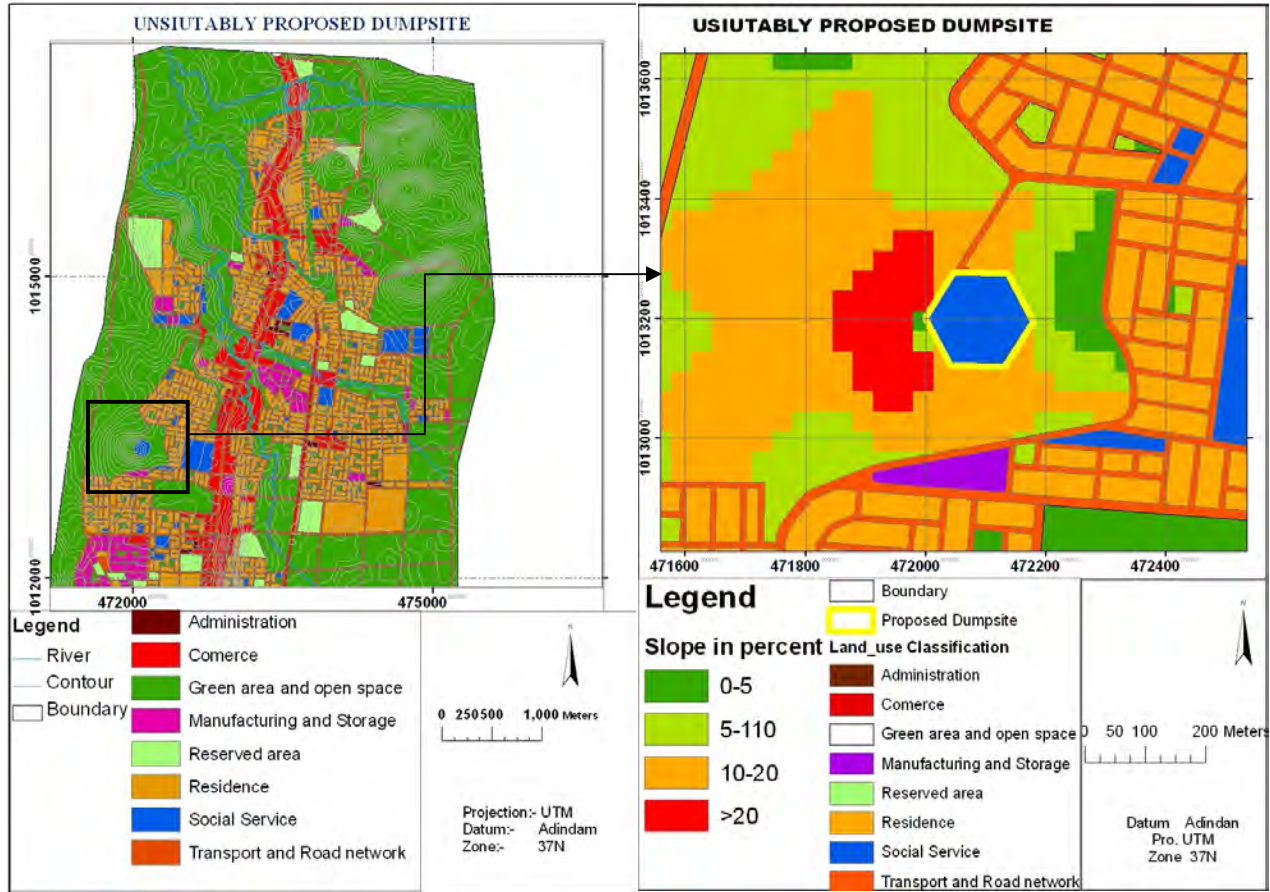 UNSIUTABLY PROPOSED DUMPSITE
1015000
1012000
472000
475000
Legend
River
Contour
Boundary
Administration
Comerce
Green area and open space
Manufacturing and Storage
Reserved area
Residence
Social Service
Transport and Road network
N
0 250 500 1,000 Meters
Projection:- UTM
Datum:- Adindam
Zone:- 37N
USIUTABLY PROPOSED DUMPSITE
1013600
1013400
1013200
1013000
471600
471800
472000
472200
472400
Legend
Slope in percent
0-5
5-110
10-20
>20
Boundary
Proposed Dumpsite
Land_use Classification
Administration
Comerce
Green area and open space
Manufacturing and Storage
Reserved area
Residence
Social Service
Transport and Road network
N
0 50 100 200 Meters
Datum Adindan
Pro. UTM
Zone 37N